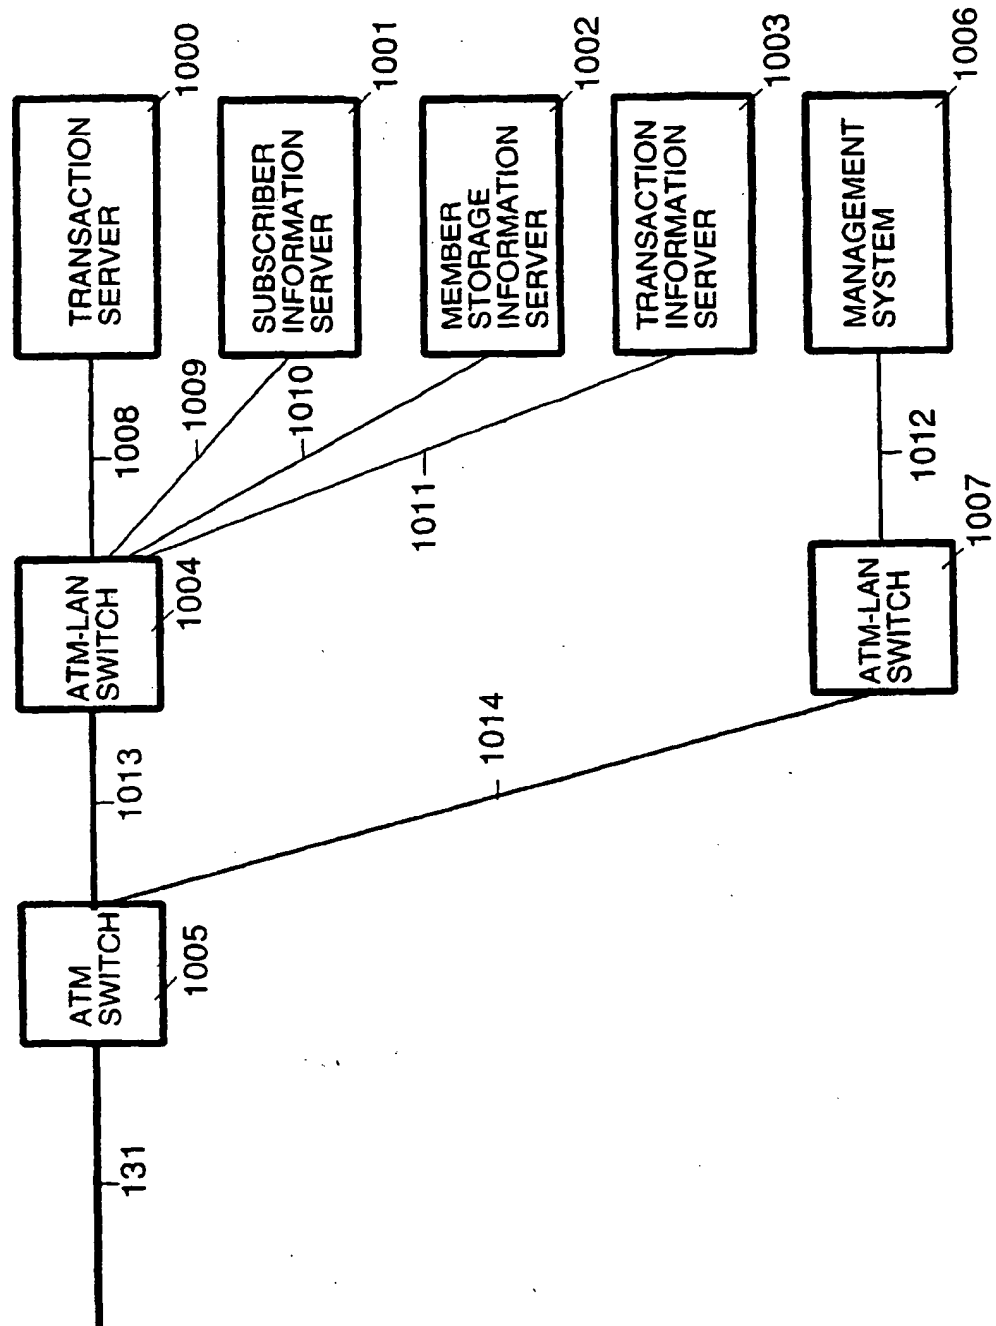 TRANSACTION
SERVER
1000
SUBSCRIBER
INFORMATION
SERVER
1001
MEMBER
STORAGE
INFORMATION
SERVER
1002
TRANSACTION
INFORMATION
SERVER
1003
MANAGEMENT
SYSTEM
1006
1008
1009
1010
1011
1012
ATM-LAN
SWITCH
1004
ATM-LAN
SWITCH
1007
1013
1014
ATM
SWITCH
1005
131